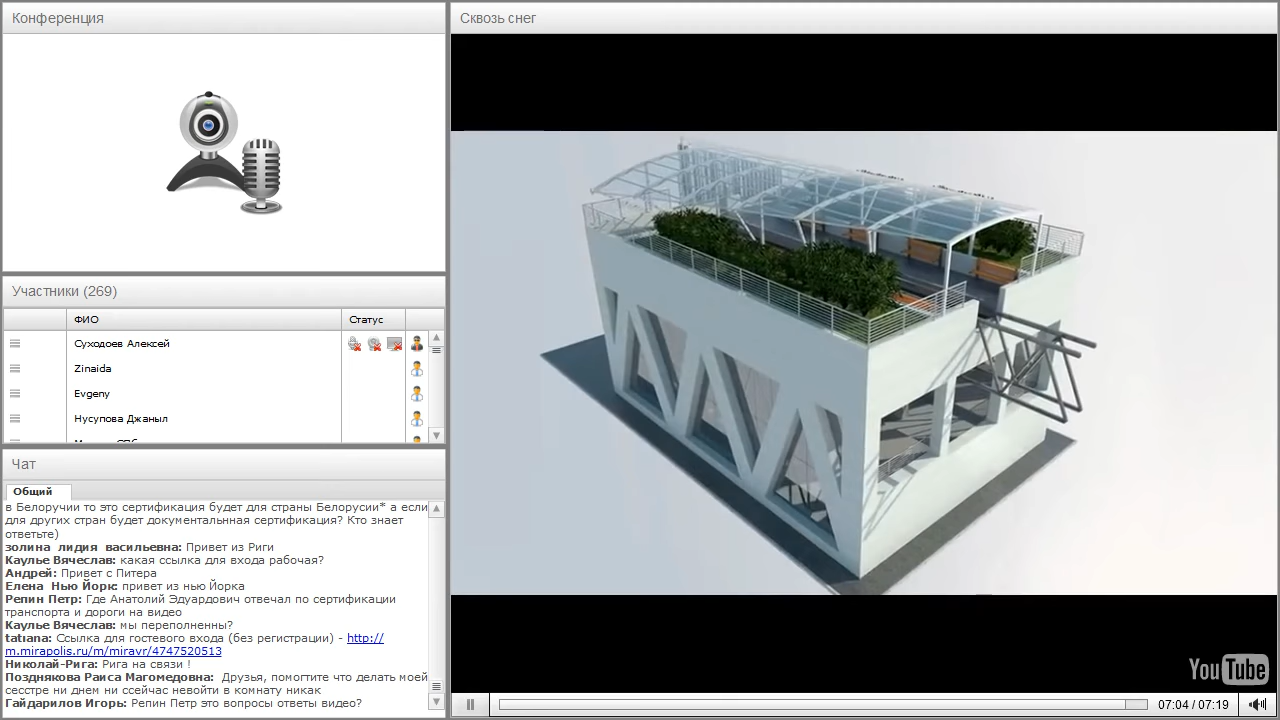 Конференция
Сквозь снег
Участники (269)
ФИО
Статус
Суходоев Алексей
Zinaida
Evgeny
Нусупова Джаныл
Чат
Общий
в Белоручии то это сертификация будет для страны Белорусии* а если
для других стран будет документальнная сертификация? Кто знает
ответьте)
золина лидия васильевна: Привет из Риги
Каулье Вячеслав: какая ссылка для входа рабочая?
Андрей: Привет с Питера
Елена Нью Йорк: привет из нью Йорка
Репин Петр: Где Анатолий Эдуардович отвечал по сертификации
транспорта и дороги на видео
Каулье Вячеслав: мы переполненны?
tatiana: Ссылка для гостевого входа (без регистрации) - http://
m.mirapolis.ru/m/miravr/4747520513
Николай-Рига: Рига на связи !
Позднякова Раиса Магомедовна: Друзья, помогтите что делать моей
сесстре ни днем ни ссейчас невойти в комнату никак
Гайдарилов Игорь: Репин Петр это вопросы ответы видео?
YouTube
07:04 / 07:19